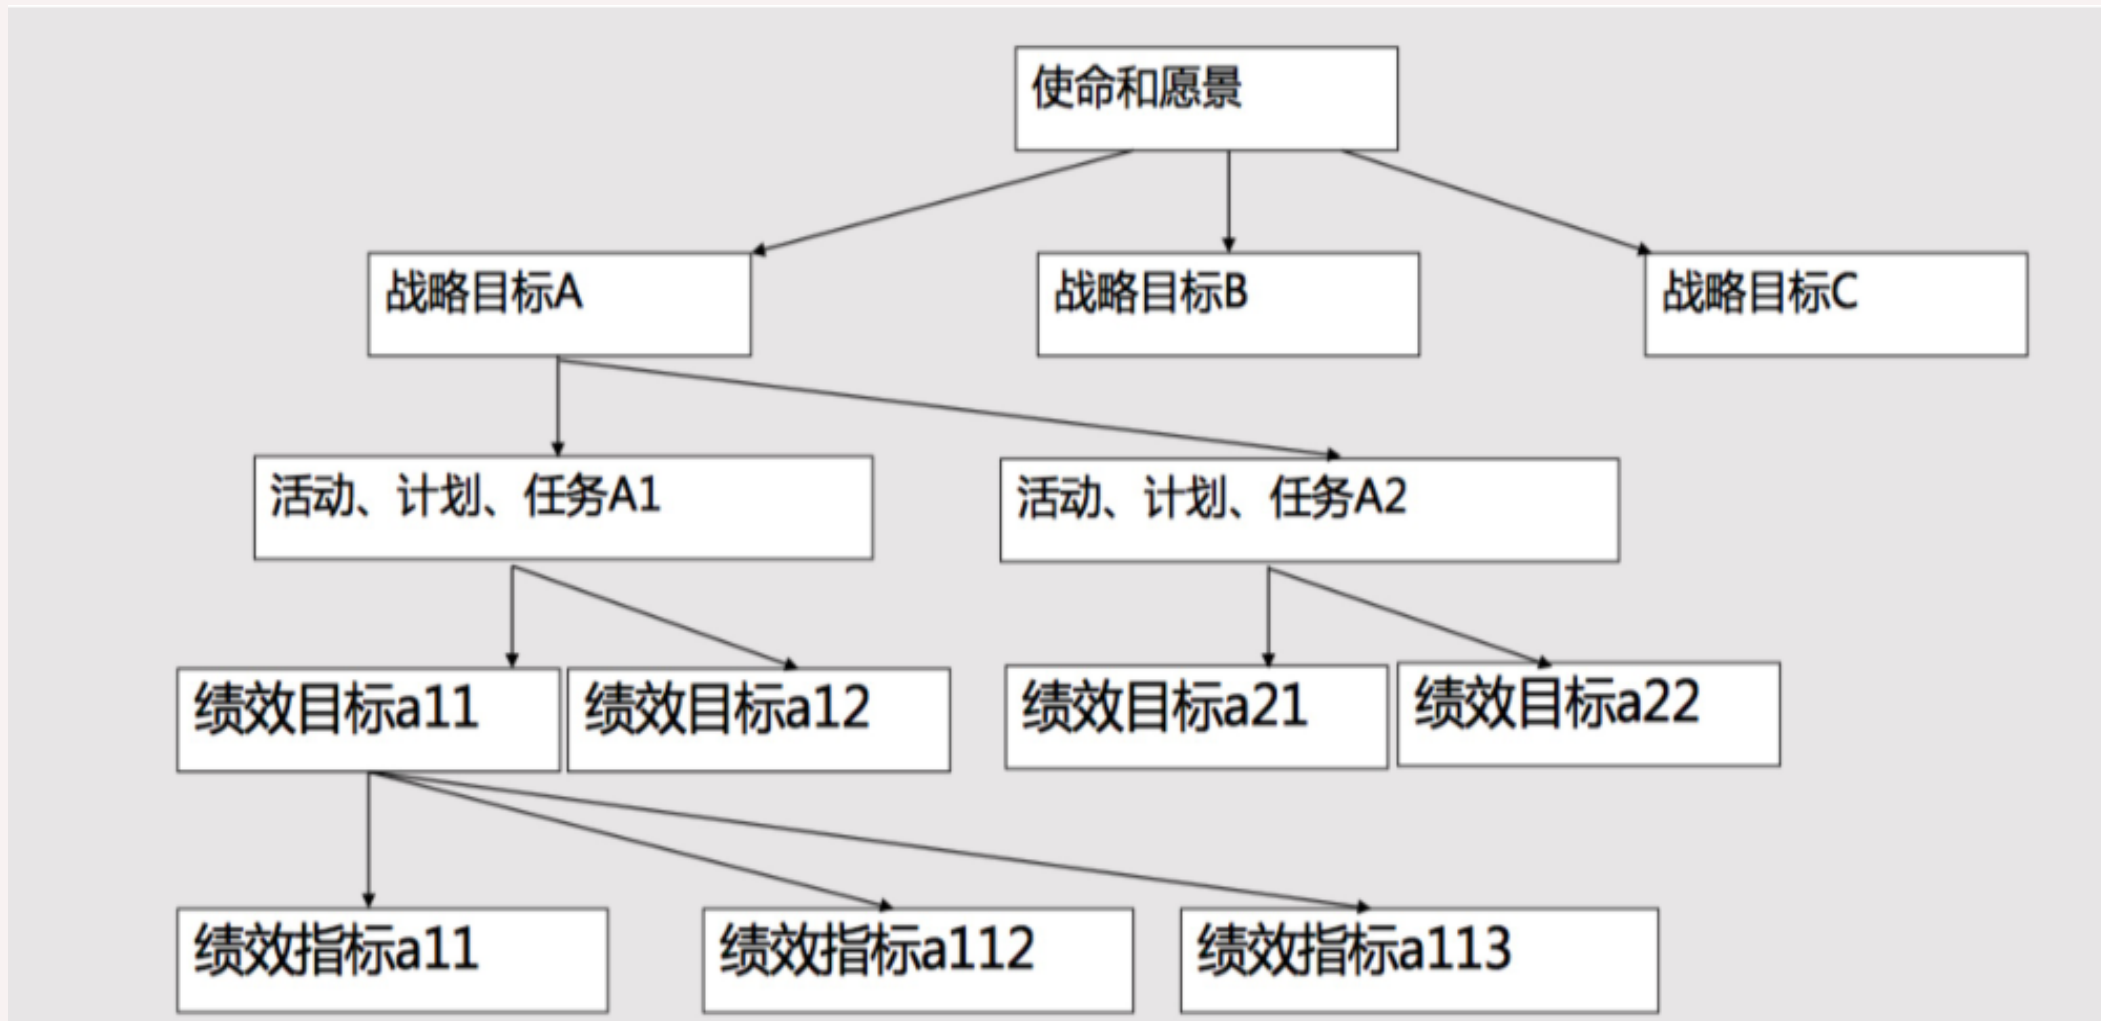 使命和愿景
战略目标A
战略目标B
战略目标C
活动、计划、任务A1
活动、计划、任务A2
绩效目标a11
绩效目标a12
绩效目标a21
绩效目标a22
绩效指标a11
绩效指标a112
绩效指标a113